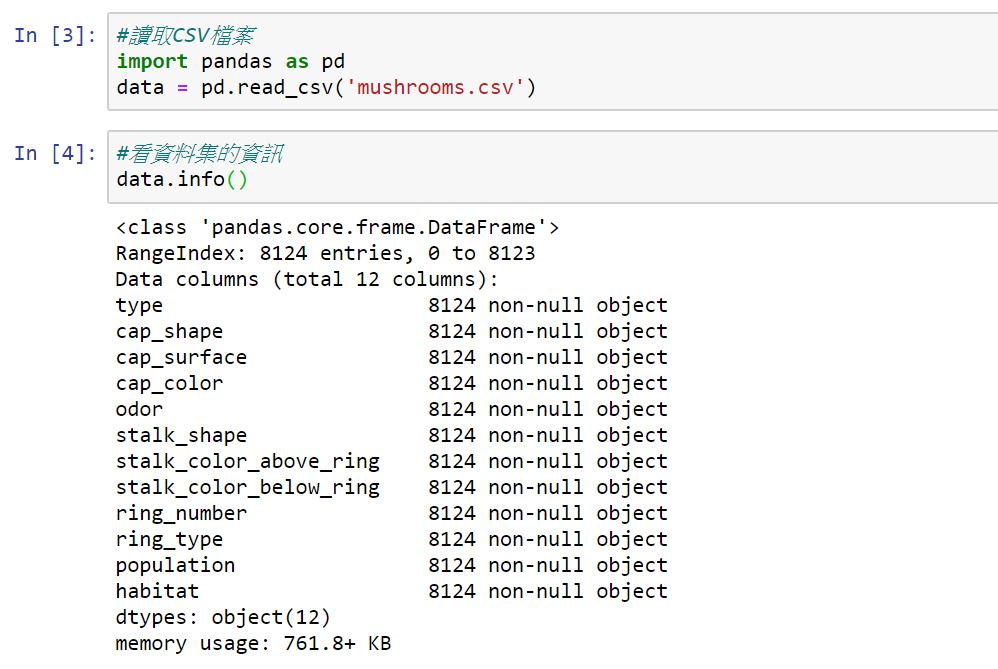 In [3]: #讀取CSV檔案
import pandas as pd
data = pd.read_csv('mushrooms.csv')
In [4]: #看資料集的資訊
data.info()
<class 'pandas.core.frame.DataFrame'>
RangeIndex: 8124 entries, 0 to 8123
Data columns (total 12 columns):
type                      8124 non-null object
cap_shape                 8124 non-null object
cap_surface               8124 non-null object
cap_color                 8124 non-null object
odor                      8124 non-null object
stalk_shape               8124 non-null object
stalk_color_above_ring    8124 non-null object
stalk_color_below_ring    8124 non-null object
ring_number               8124 non-null object
ring_type                 8124 non-null object
population                8124 non-null object
habitat                   8124 non-null object
dtypes: object(12)
memory usage: 761.8+ KB